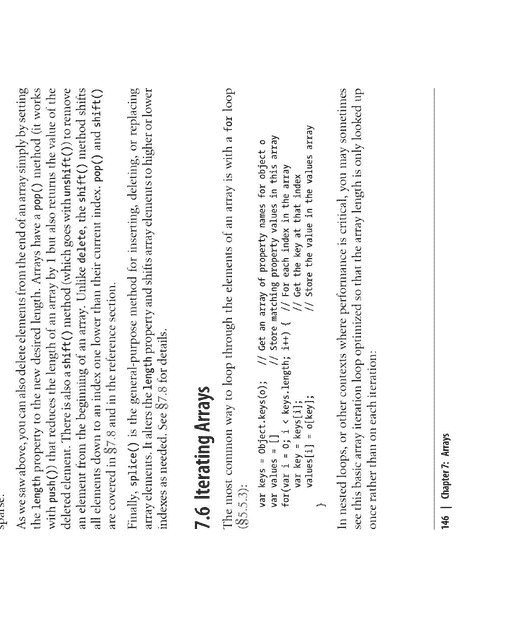 sparse.
As we saw above, you can also delete elements from the end of an array simply by setting
the length property to the new desired length. Arrays have a pop() method (it works
with push()) that reduces the length of an array by 1 but also returns the value of the
deleted element. There is also a shift() method (which goes with unshift()) to remove
an element from the beginning of an array. Unlike delete, the shift() method shifts
all elements down to an index one lower than their current index. pop() and shift()
are covered in §7.8 and in the reference section.
Finally, splice() is the general-purpose method for inserting, deleting, or replacing
array elements. It alters the length property and shifts array elements to higher or lower
indexes as needed. See §7.8 for details.
7.6 Iterating Arrays
The most common way to loop through the elements of an array is with a for loop
(§5.5.3):
var keys = Object.keys(o); // Get an array of property names for object o
var values = [] // Store matching property values in this array
for(var i = 0; i < keys.length; i++) { // For each index in the array
var key = keys[i]; // Get the key at that index
values[i] = o[key]; // Store the value in the values array
}
In nested loops, or other contexts where performance is critical, you may sometimes
see this basic array iteration loop optimized so that the array length is only looked up
once rather than on each iteration:
146 | Chapter 7: Arrays